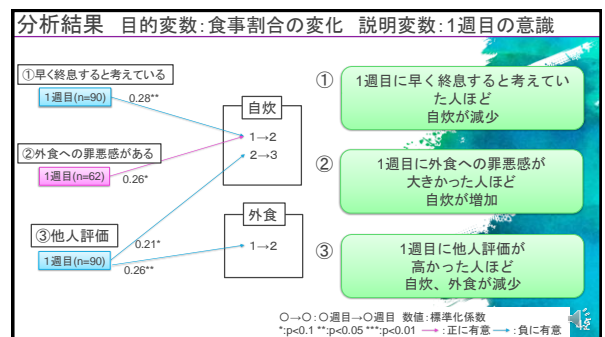 分析結果 目的変数:食事割合の変化 説明変数:1週目の意識
①早く終息すると考えている
1週目(n=90)
0.28**
②外食への罪悪感がある
1週目(n=62)
0.26*
③他人評価
1週目(n=90)
0.21*
0.26**
自炊
1→2
2→3
外食
1→2
①
1週目に早く終息すると考えてい
た人ほど
自炊が減少
②
1週目に外食への罪悪感が
大きかった人ほど
自炊が増加
③
1週目に他人評価が
高かった人ほど
自炊、外食が減少
〇→〇:〇週目→〇週目 数値:標準化係数
*:p<0.1 **:p<0.05 ***:p<0.01 →:正に有意 →:負に有意